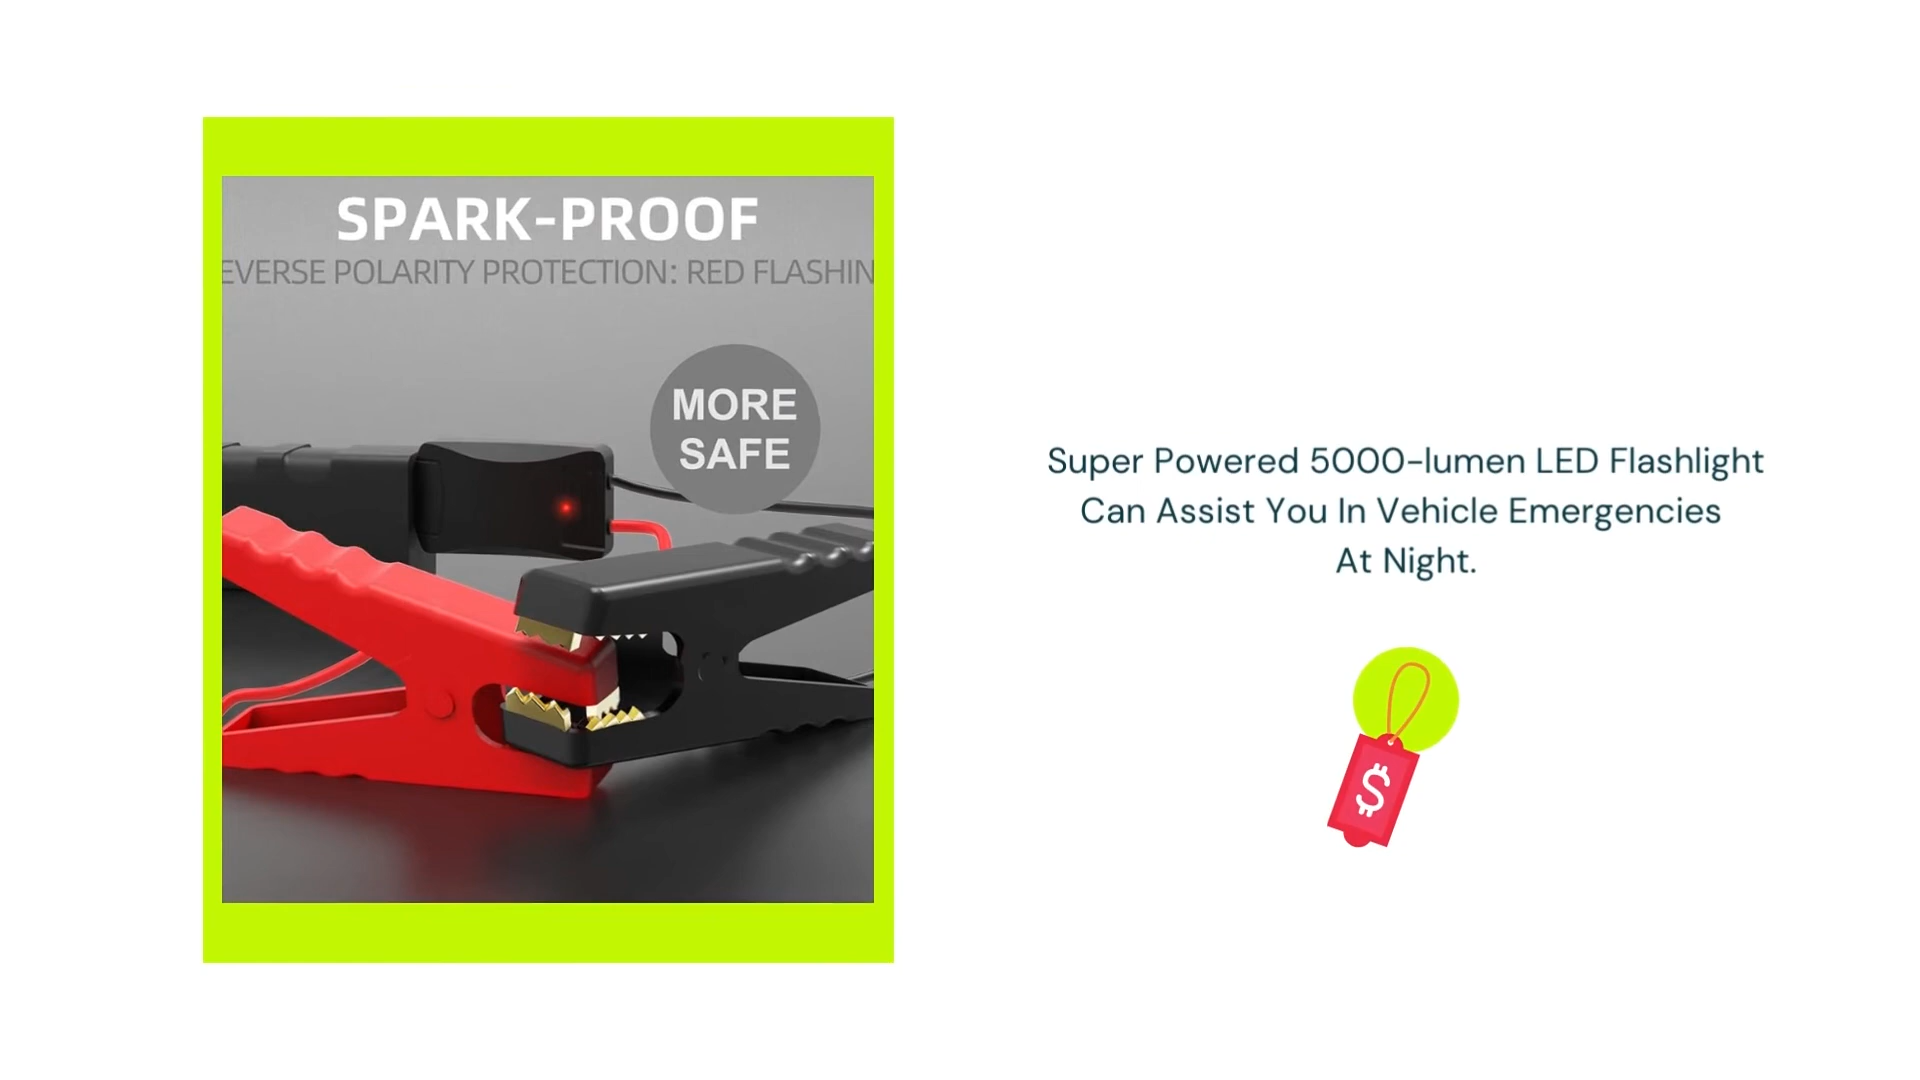 SPARK-PROOF
EVERSE POLARITY PROTECTION: RED FLASHIN
MORE
SAFE
Super Powered 5000-lumen LED Flashlight
Can Assist You In Vehicle Emergencies
At Night.
$